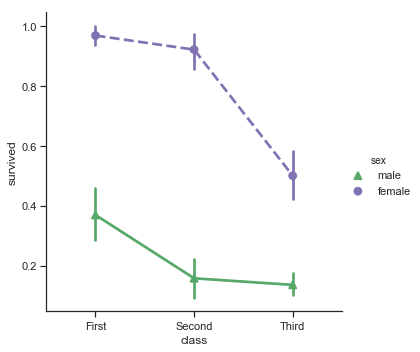 1.0
0.8
0.6
0.4
0.2
survived
First Second Third
class
sex
male
female